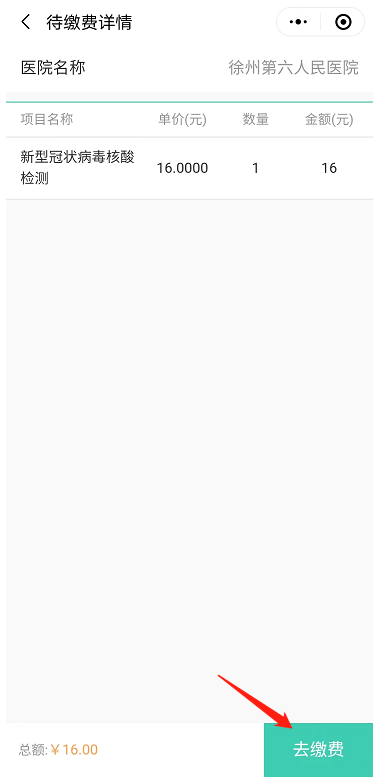 待缴费详情
医院名称 徐州第六人民医院
项目名称 单价(元) 数量 金额(元)
新型冠状病毒核酸 16.0000 1 16
检测
总额:￥16.00 去缴费